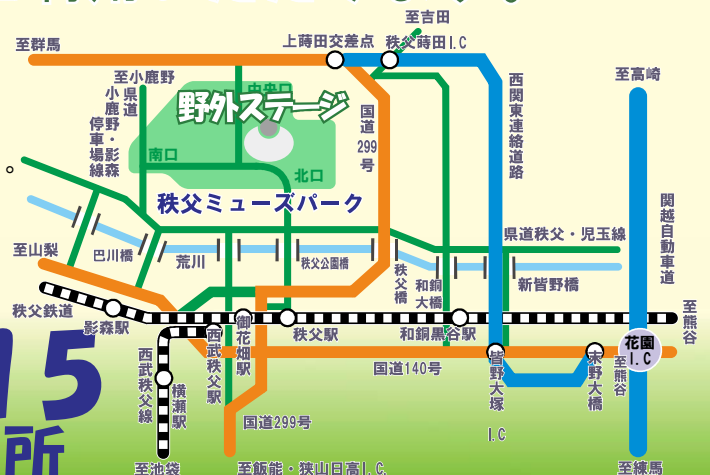 至吉田
上蒔田交差点
秩父蒔田I.C
至群馬
至小鹿野
県道
小鹿野・影森
停車場線
中央口
野外ステージ
南口
北口
国道299号
西関東連絡道路
至高崎
秩父ミューズパーク
関越自動車道
県道秩父・児玉線
至山梨
巴川橋
荒川
秩父公園橋
秩父橋
和銅大橋
新皆野橋
秩父鉄道
影森駅
御花畑駅
秩父駅
和銅黒谷駅
至熊谷
西武秩父駅
花園
I.C
国道140号
至熊谷
皆野大塚
I.C
末野大橋
西武秩父線
横瀬駅
国道299号
15
所
至池袋
至飯能・狭山日高I.C.
至練馬